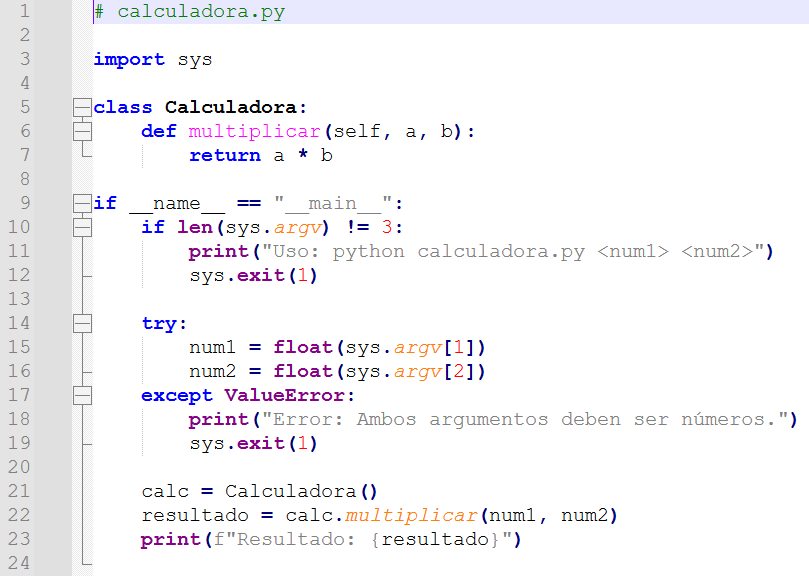 1 # calculadora.py
2
3 import sys
4
5 class Calculadora:
6     def multiplicar(self, a, b):
7         return a * b
8
9 if __name__ == "__main__":
10     if len(sys.argv) != 3:
11         print("Uso: python calculadora.py <num1> <num2>")
12         sys.exit(1)
13
14     try:
15         num1 = float(sys.argv[1])
16         num2 = float(sys.argv[2])
17     except ValueError:
18         print("Error: Ambos argumentos deben ser números.")
19         sys.exit(1)
20
21     calc = Calculadora()
22     resultado = calc.multiplicar(num1, num2)
23     print(f"Resultado: {resultado}")
24